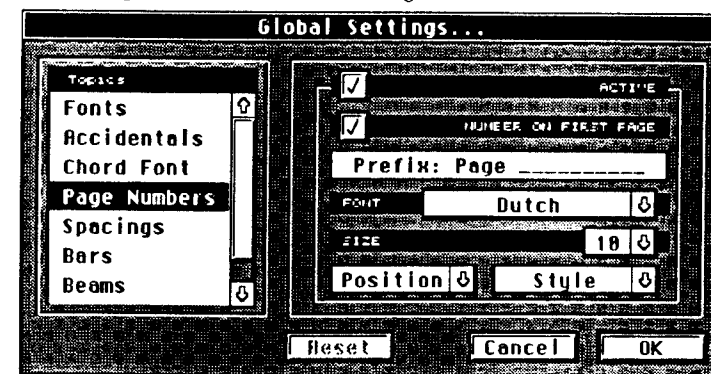 Global Settings...
Topics
Fonts
Accidentals
Chord Font
Page Numbers
Spacings
Bars
Beams
ACTIVE
NUMBER ON FIRST PAGE
Prefix: Page __________
FONT Dutch
SIZE 10
Position Style
Reset Cancel OK